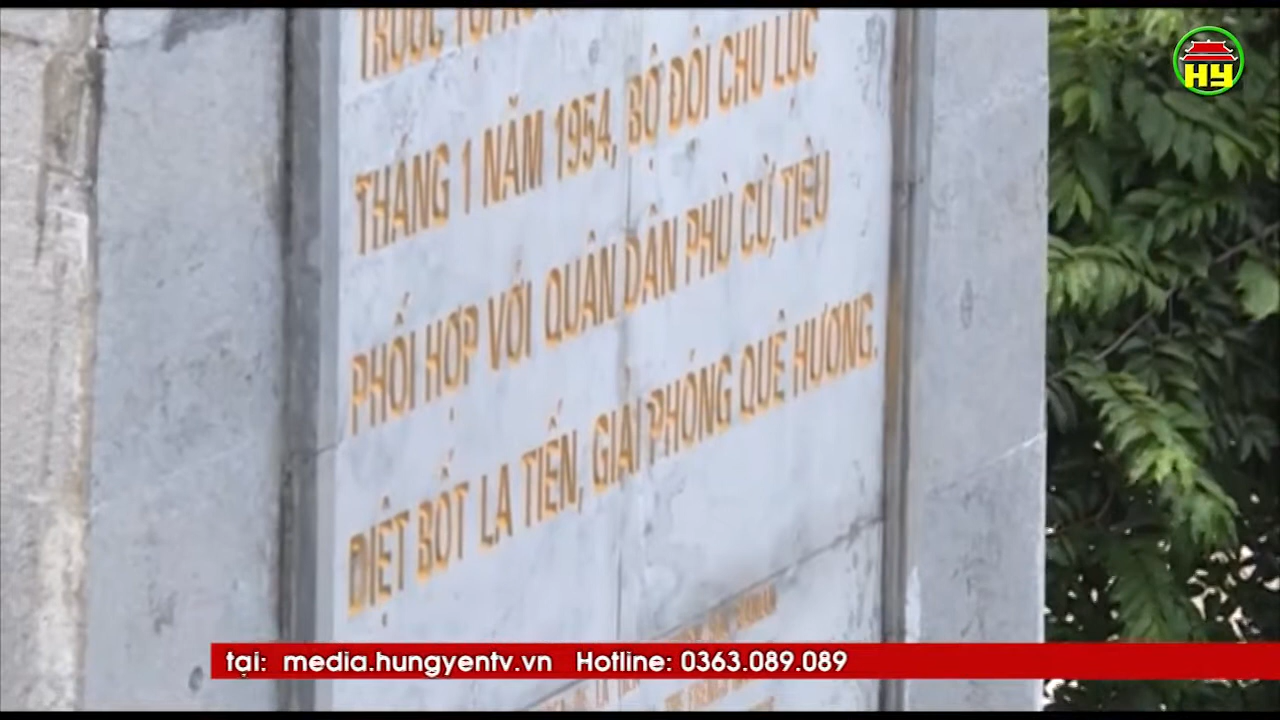 HY
THÁNG 1 NĂM 1954, BỘ ĐỘI CHỦ LỰC
PHỐI HỢP VỚI QUÂN DÂN PHÙ CỪ, TIÊU
DIỆT BỐT LA TIẾN, GIẢI PHÓNG QUÊ HƯƠNG.
tại: media.hungyentv.vn Hotline: 0363.089.089